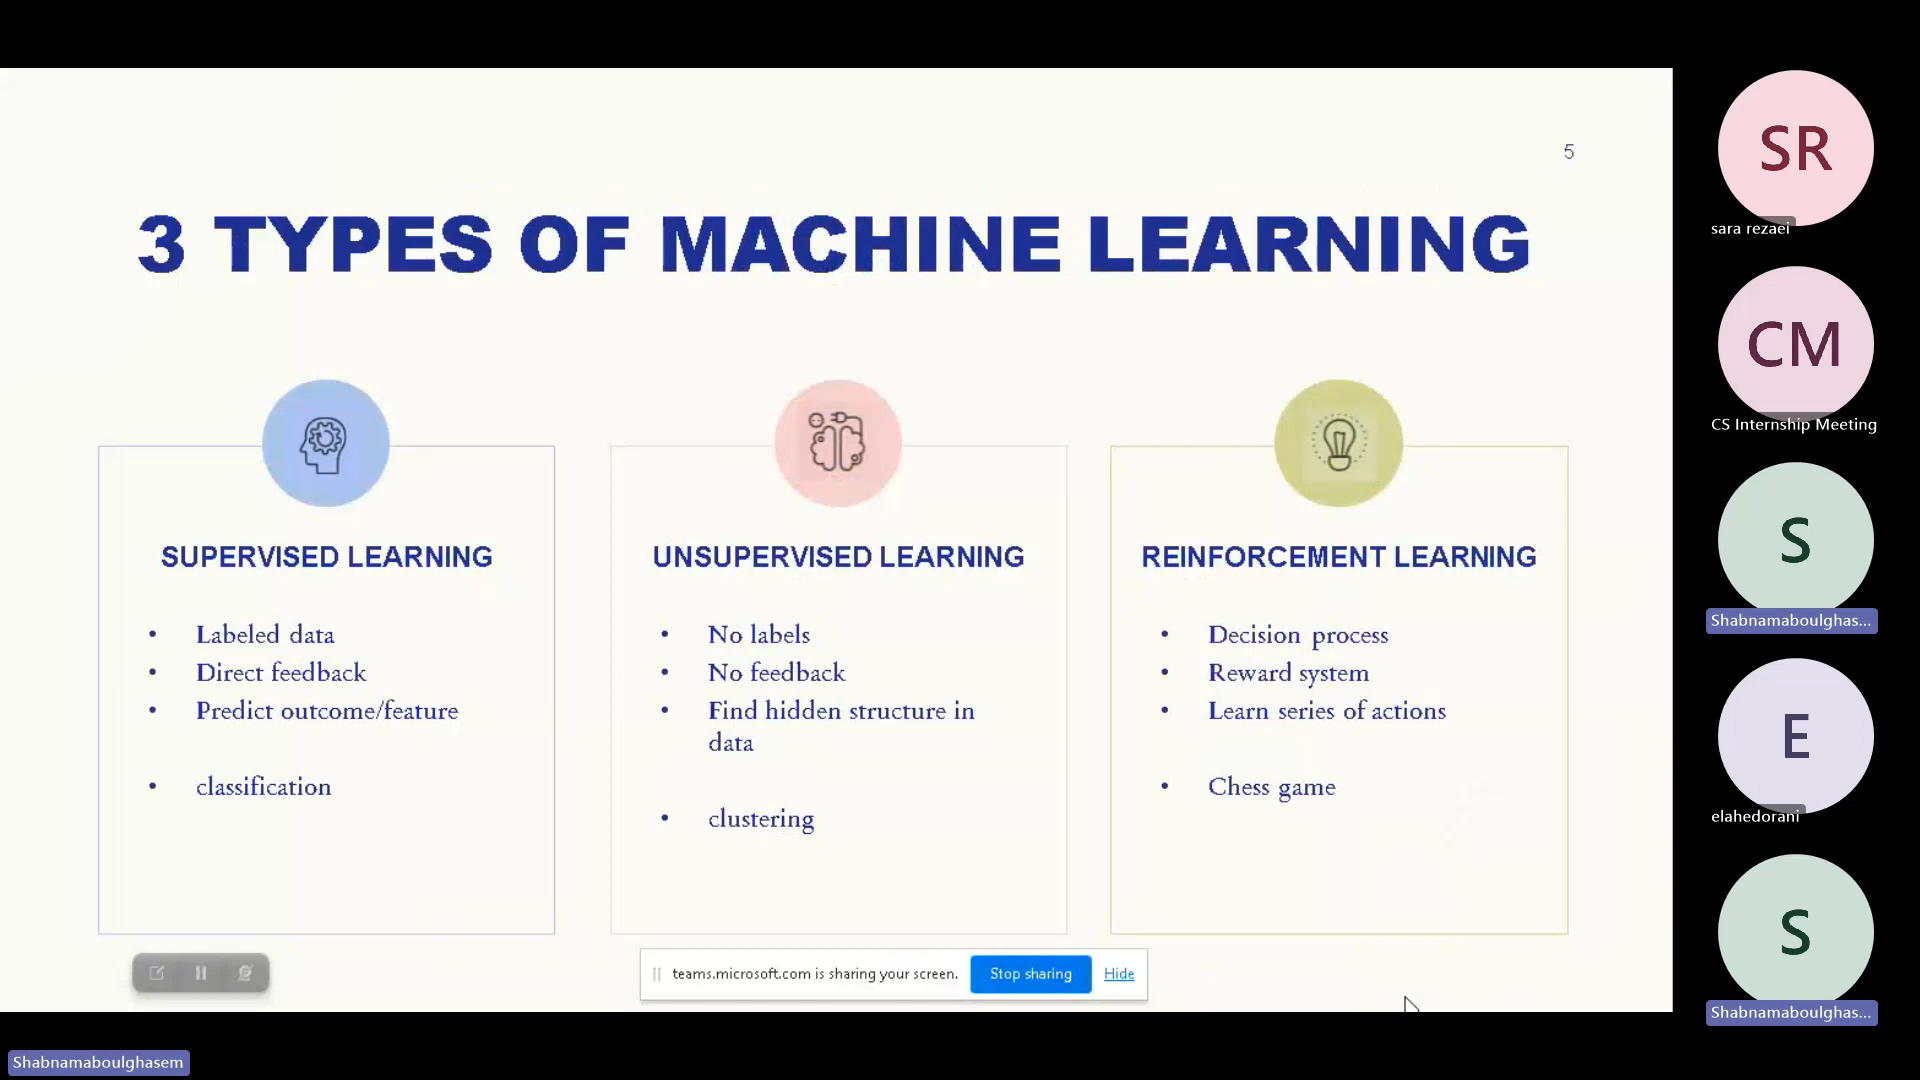 5
3 TYPES OF MACHINE LEARNING
SUPERVISED LEARNING
• Labeled data
• Direct feedback
• Predict outcome/feature
• classification
UNSUPERVISED LEARNING
• No labels
• No feedback
• Find hidden structure in
data
• clustering
REINFORCEMENT LEARNING
• Decision process
• Reward system
• Learn series of actions
• Chess game
teams.microsoft.com is sharing your screen.
Stop sharing
Hide
SR
sara rezaei
CM
CS Internship Meeting
S
Shabnamaboulghas...
E
elahedorani
S
Shabnamaboulghas...
Shabnamaboulghasem